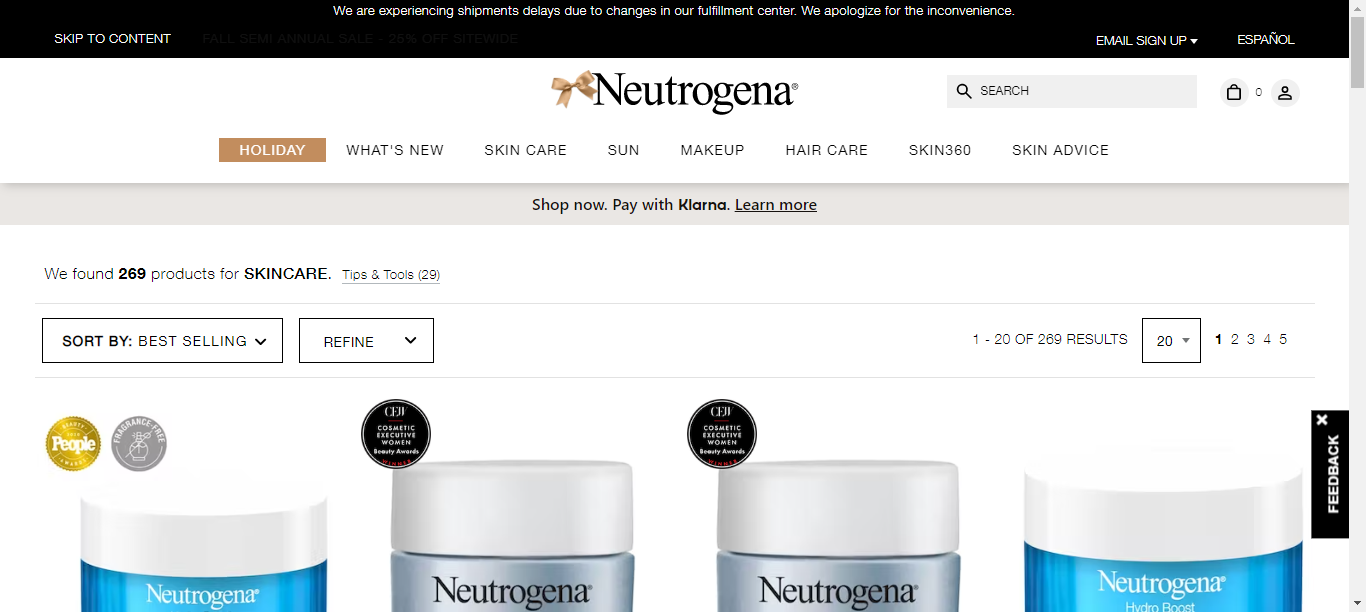 We are experiencing shipments delays due to changes in our fulfillment center. We apologize for the inconvenience.
SKIP TO CONTENT
FALL SEMI ANNUAL SALE - 25% OFF SITEWIDE
EMAIL SIGN UP
ESPAÑOL
Neutrogena®
SEARCH
0
HOLIDAY WHAT'S NEW SKIN CARE SUN MAKEUP HAIR CARE SKIN360 SKIN ADVICE
Shop now. Pay with Klarna. Learn more
We found 269 products for SKINCARE. Tips & Tools (29)
SORT BY: BEST SELLING
REFINE
1 - 20 OF 269 RESULTS
20
1 2 3 4 5
BEAUTY
People
AWARDS
FRAGRANCE-FREE
CEW
COSMETIC
EXECUTIVE
WOMEN
Beauty Awards
WINNER
CEW
COSMETIC
EXECUTIVE
WOMEN
Beauty Awards
WINNER
FEEDBACK
Neutrogena®
Neutrogena®
Neutrogena®
Neutrogena®
Hydro Boost